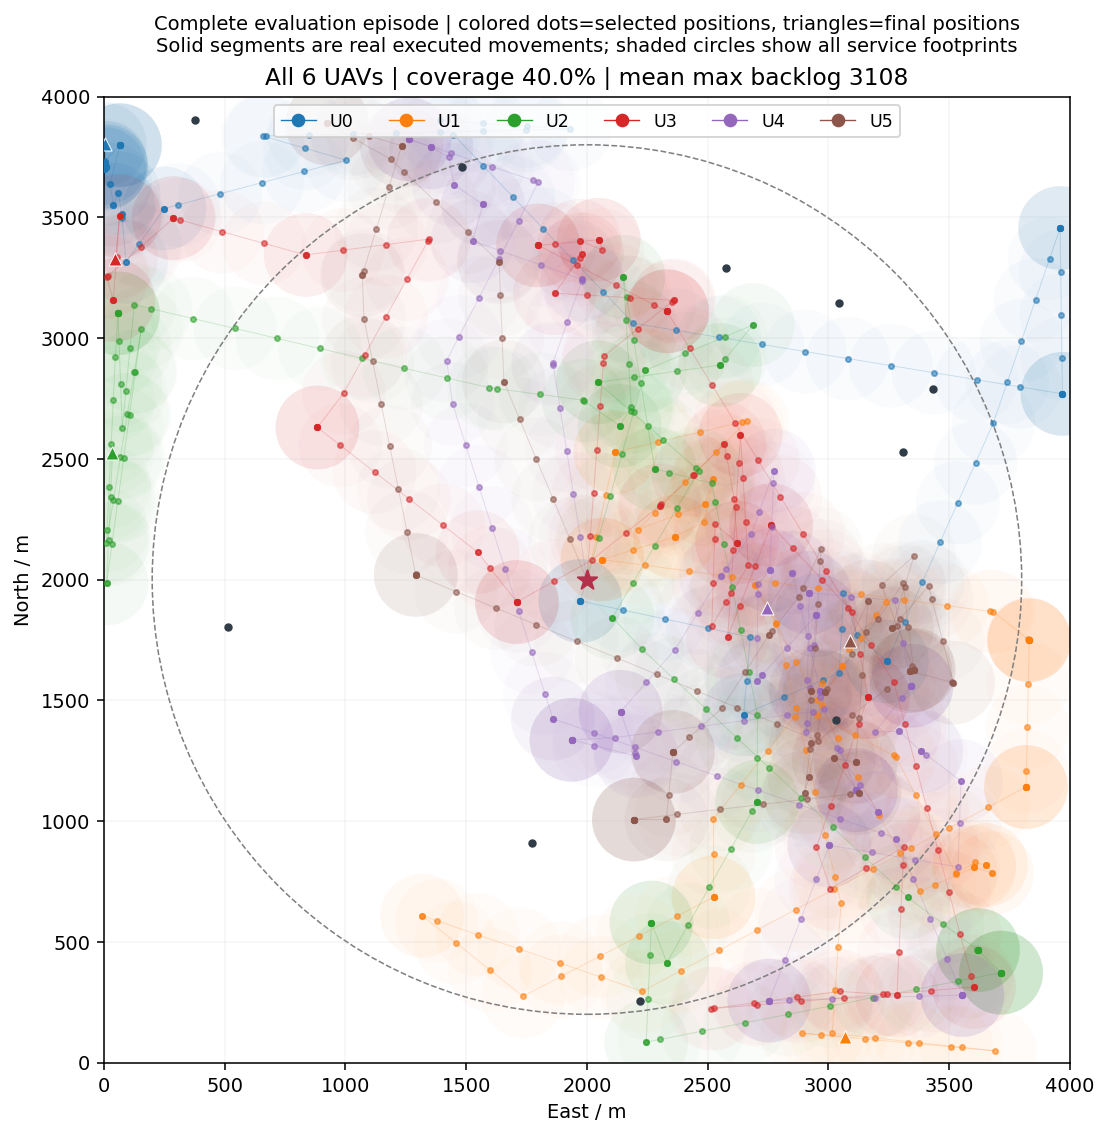 Complete evaluation episode | colored dots=selected positions, triangles=final positions
Solid segments are real executed movements; shaded circles show all service footprints
All 6 UAVs | coverage 40.0% | mean max backlog 3108
U0 U1 U2 U3 U4 U5
4000
3500
3000
2500
2000
1500
1000
500
0
North / m
0 500 1000 1500 2000 2500 3000 3500 4000
East / m